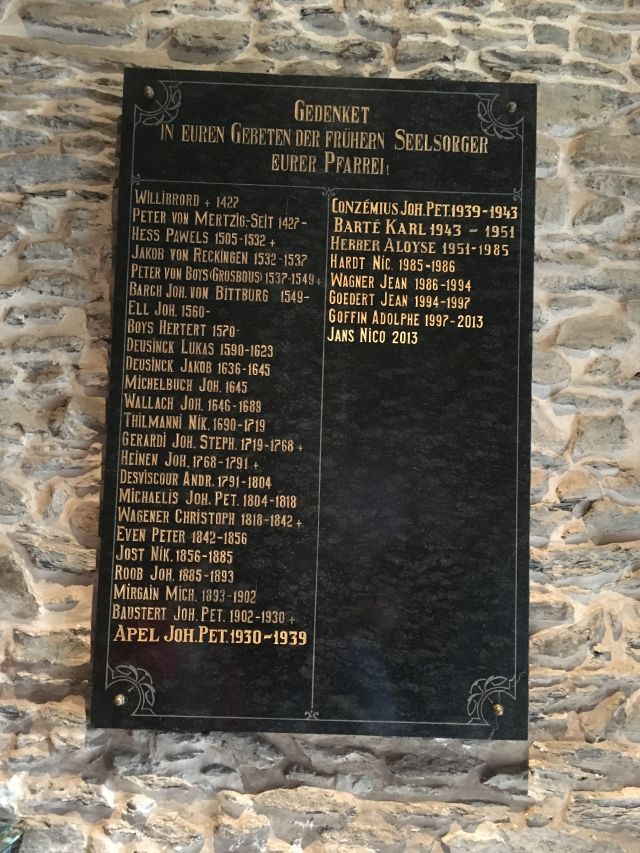 GEDENKET
IN EUREN GEBETEN DER FRÜHERN SEELSORGER
EURER PFARREI!
WILLIBRORD + 1427
PETER VON MERTZIG-SEIT 1427-
HESS PAWELS 1505-1532 +
JAKOB VON RECKINGEN 1532-1537
PETER VON BOYS (GROSBOUS) 1537-1549+
BARCH JOH. VON BITTBURG 1549-
ELL JOH. 1560-
BOYS HERTERT 1570-
DEUSINCK LUKAS 1590-1623
DEUSINCK JAKOB 1636-1645
MICHELBUCH JOH. 1645
WALLACH JOH. 1646-1689
THILMANNI NIK. 1690-1719
GERARDI JOH. STEPH. 1719-1768 +
HEINEN JOH. 1768-1791 +
DESVISCOUR ANDR. 1791-1804
MICHAELIS JOH. PET. 1804-1818
WAGENER CHRISTOPH 1818-1842 +
EVEN PETER 1842-1856
JOST NIK. 1856-1885
ROOB JOH. 1885-1893
MIRGAIN MICH. 1893-1902
BAUSTERT JOH. PET. 1902-1930 +
APEL JOH. PET. 1930-1939
CONZÉMIUS JOH. PET. 1939-1943
BARTÉ KARL 1943 - 1951
HERBER ALOYSE 1951-1985
HARDT NIC. 1985-1986
WAGNER JEAN 1986-1994
GOEDERT JEAN 1994-1997
GOFFIN ADOLPHE 1997-2013
JANS NICO 2013